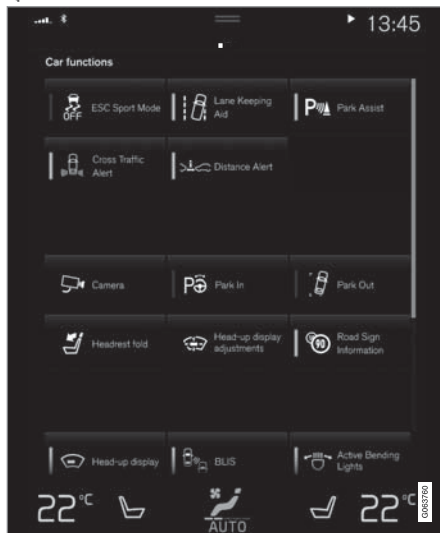 13:45
Car functions
OFF
ESC Sport Mode
Lane Keeping
Aid
P
Park Assist
Cross Traffic
Alert
Distance Alert
Camera
P
Park In
Park Out
Headrest fold
Head-up display
adjustments
90
Road Sign
Information
Head-up display
BLIS
Active Bending
Lights
22°C
AUTO
22°C
G063760